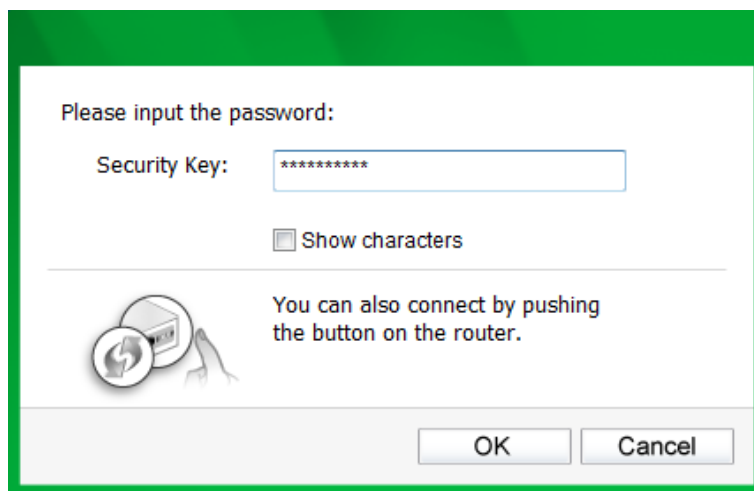 Please input the password:
Security Key: **********
Show characters
You can also connect by pushing
the button on the router.
OK Cancel